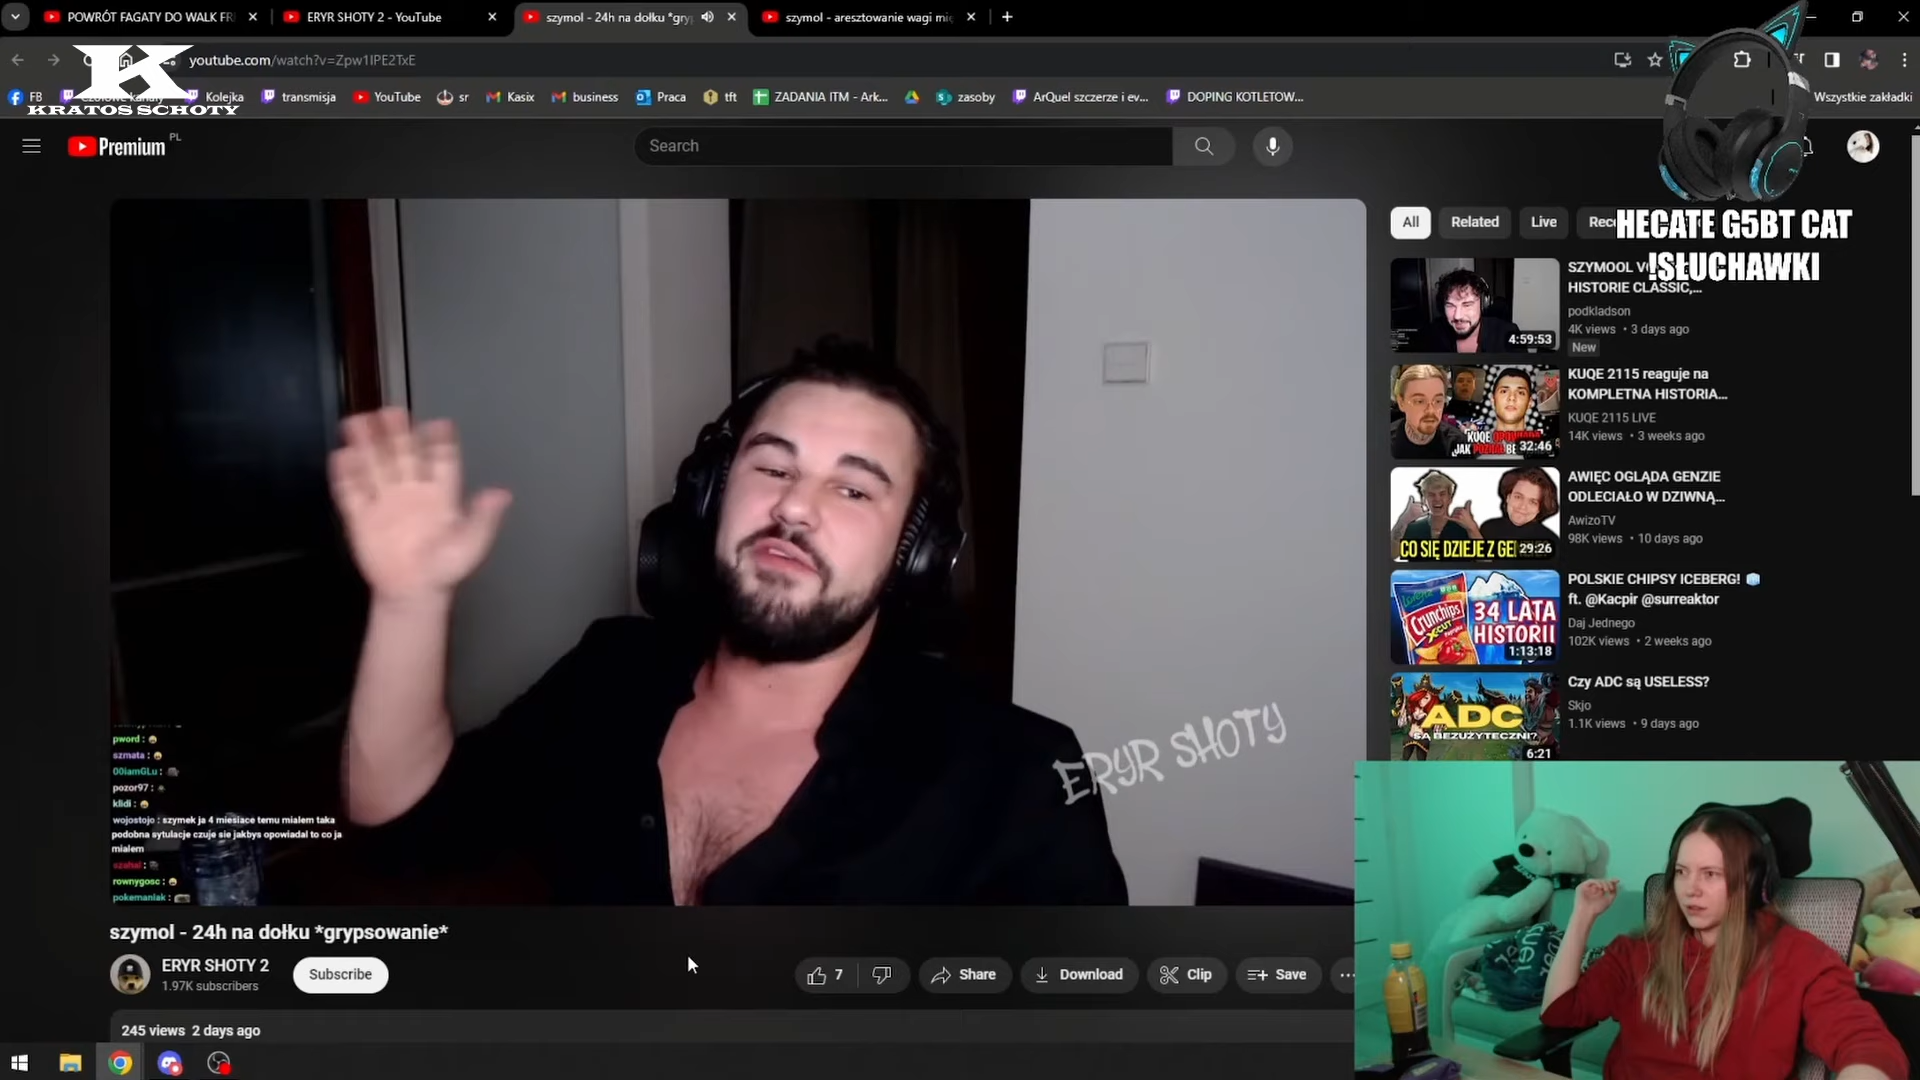 POWRÓT FAGATY DO WALK FR
ERYR SHOTY 2 - YouTube
szymol - 24h na dołku *gry
szymol - aresztowanie wagi mi
youtube.com/watch?v=Zpw1IPE2TxE
K
KRATOSSCHOTY
FB
Kolejka
transmisja
YouTube
sr
Kasix
business
Praca
tft
ZADANIA ITM - Ark...
zasoby
ArQuel szczerze i ev...
DOPING KOTLETOW...
Wszystkie zakładki
Premium
PL
Search
All
Related
Live
Rec
HECATE G5BT CAT
!SŁUCHAWKI
SZYMOOL
HISTORIE CLASSIC,...
podkladson
4K views • 3 days ago
New
4:59:53
KUQE 2115 reaguje na
KOMPLETNA HISTORIA...
KUQE 2115 LIVE
14K views • 3 weeks ago
32:46
AWIĘC OGLĄDA GENZIE
ODLECIAŁO W DZIWNĄ...
AwizoTV
98K views • 10 days ago
CO SIĘ DZIEJE Z GE
29:26
POLSKIE CHIPSY ICEBERG!
ft. @Kacpir @surreaktor
Daj Jednego
102K views • 2 weeks ago
Crunchips
X-CUT
34 LATA
HISTORII
1:13:18
Czy ADC są USELESS?
Skjo
1.1K views • 9 days ago
ADC
SĄ BEZUŻYTECZNI?
6:21
ERYR SHOTY
pword :
szmata :
00iamGLu :
pozor97 :
klidi :
wojostojo : szymek ja 4 miesiace temu mialem taka
podobna sytulacje czuje sie jakbys opowiadal to co ja
mialem
szahal :
rownygosc :
pokemaniak :
szymol - 24h na dołku *grypsowanie*
ERYR SHOTY 2
1.97K subscribers
Subscribe
7
Share
Download
Clip
Save
245 views 2 days ago